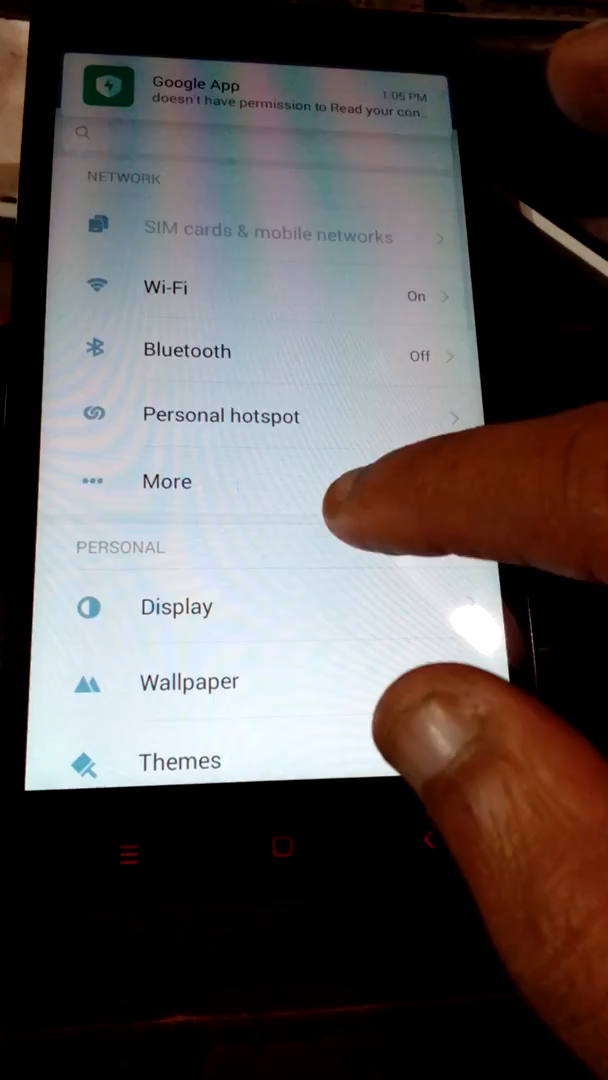 Google App
1:05 PM
doesn't have permission to Read your con..
NETWORK
SIM cards & mobile networks
Wi-Fi
On
Bluetooth
Off
Personal hotspot
More
PERSONAL
Display
Wallpaper
Themes